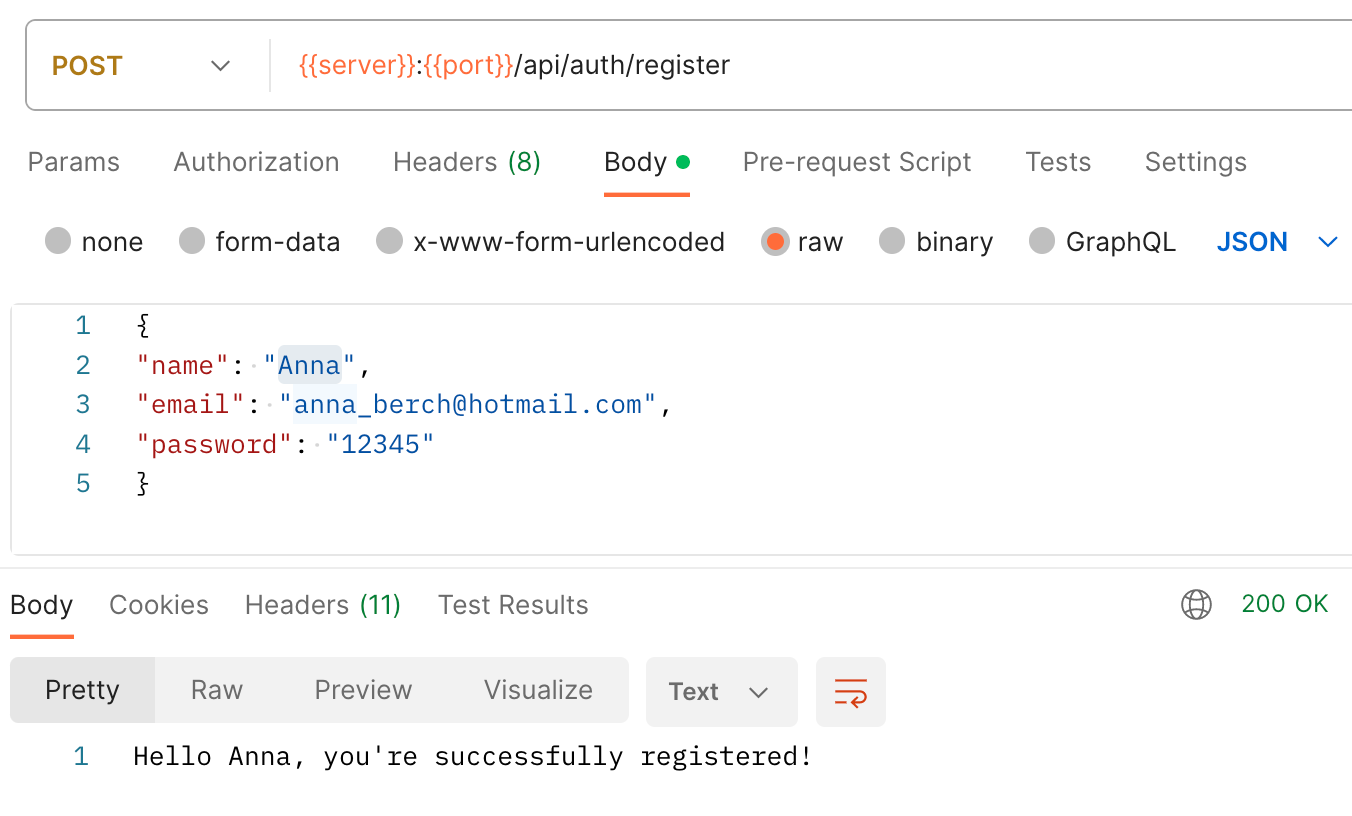 POST {{server}}:{{port}}/api/auth/register
Params Authorization Headers (8) Body Pre-request Script Tests Settings
none form-data x-www-form-urlencoded raw binary GraphQL JSON
1 {
2 "name": "Anna",
3 "email": "anna_berch@hotmail.com",
4 "password": "12345"
5 }
Body Cookies Headers (11) Test Results 200 OK
Pretty Raw Preview Visualize Text
1 Hello Anna, you're successfully registered!